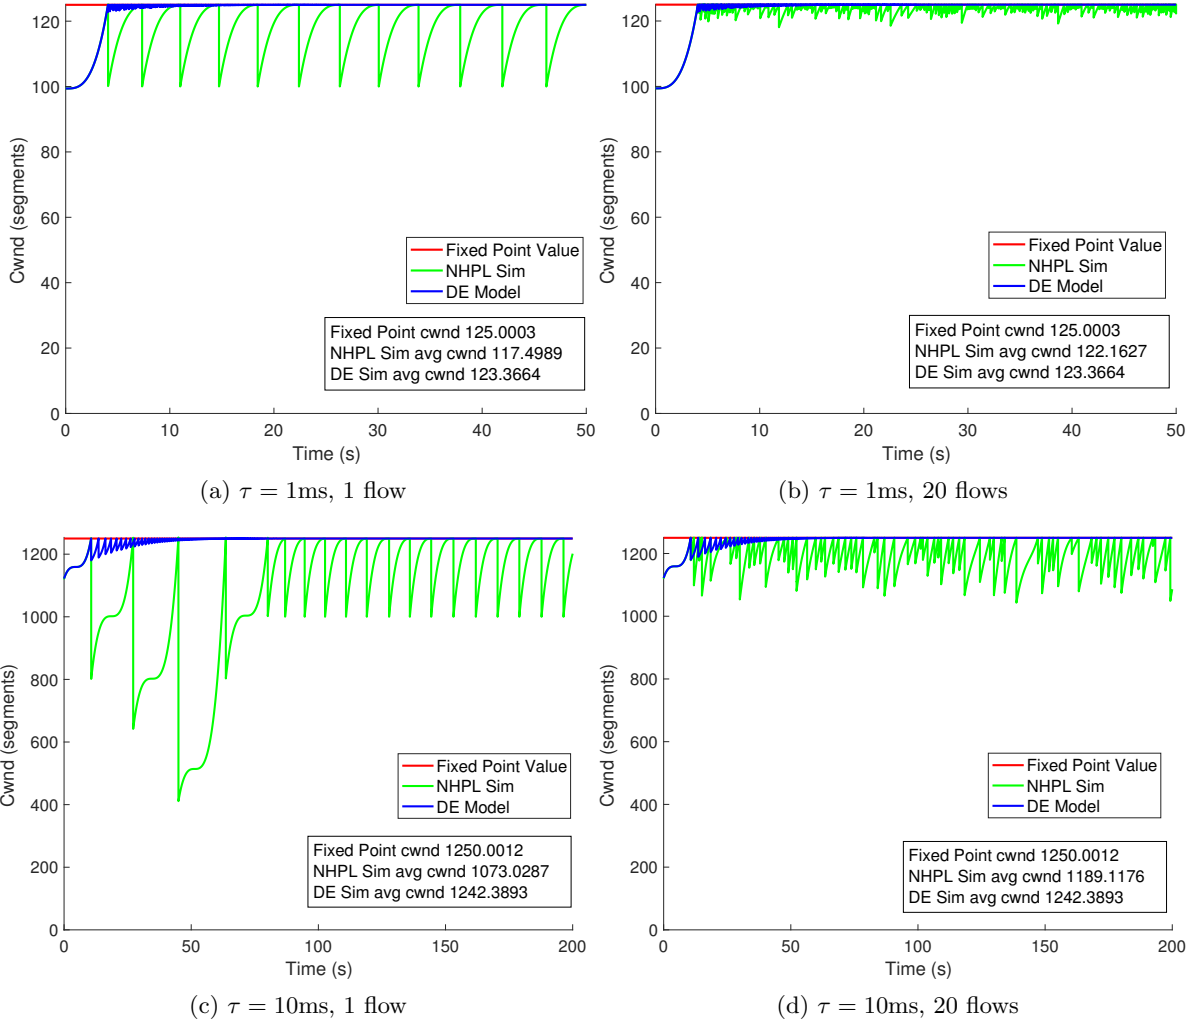 120
100
80
60
40
20
0
Cwnd (segments)
0 10 20 30 40 50
Time (s)
Fixed Point Value
NHPL Sim
DE Model
Fixed Point cwnd 125.0003
NHPL Sim avg cwnd 117.4989
DE Sim avg cwnd 123.3664
(a) τ = 1ms, 1 flow
120
100
80
60
40
20
0
Cwnd (segments)
0 10 20 30 40 50
Time (s)
Fixed Point Value
NHPL Sim
DE Model
Fixed Point cwnd 125.0003
NHPL Sim avg cwnd 122.1627
DE Sim avg cwnd 123.3664
(b) τ = 1ms, 20 flows
1200
1000
800
600
400
200
0
Cwnd (segments)
0 50 100 150 200
Time (s)
Fixed Point Value
NHPL Sim
DE Model
Fixed Point cwnd 1250.0012
NHPL Sim avg cwnd 1073.0287
DE Sim avg cwnd 1242.3893
(c) τ = 10ms, 1 flow
1200
1000
800
600
400
200
0
Cwnd (segments)
0 50 100 150 200
Time (s)
Fixed Point Value
NHPL Sim
DE Model
Fixed Point cwnd 1250.0012
NHPL Sim avg cwnd 1189.1176
DE Sim avg cwnd 1242.3893
(d) τ = 10ms, 20 flows